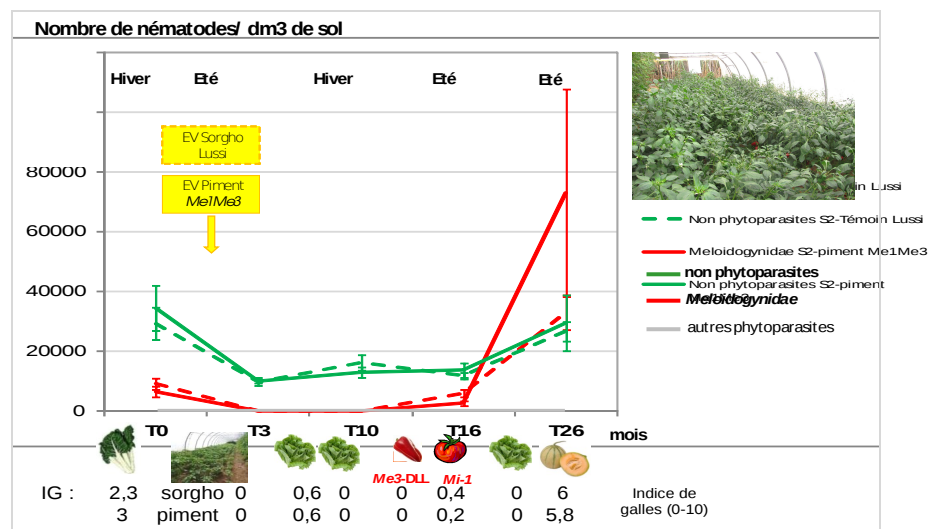 Nombre de nématodes/ dm3 de sol
Hiver Eté Hiver Eté Eté
EV Sorgho
Lussi
EV Piment
Me1Me3
80000
60000
40000
20000
0
T0 T3 T10 T16 T26 mois
Lussi
Non phytoparasites S2-Témoin Lussi
Meloidogynidae S2-piment Me1Me3
non phytoparasites
Non phytoparasites S2-piment
Meloidogynidae
autres phytoparasites
Me3-DLL Mi-1
IG : 2,3 sorgho 0 0,6 0 0 0,4 0 6 Indice de
3 piment 0 0,6 0 0 0,2 0 5,8 galles (0-10)